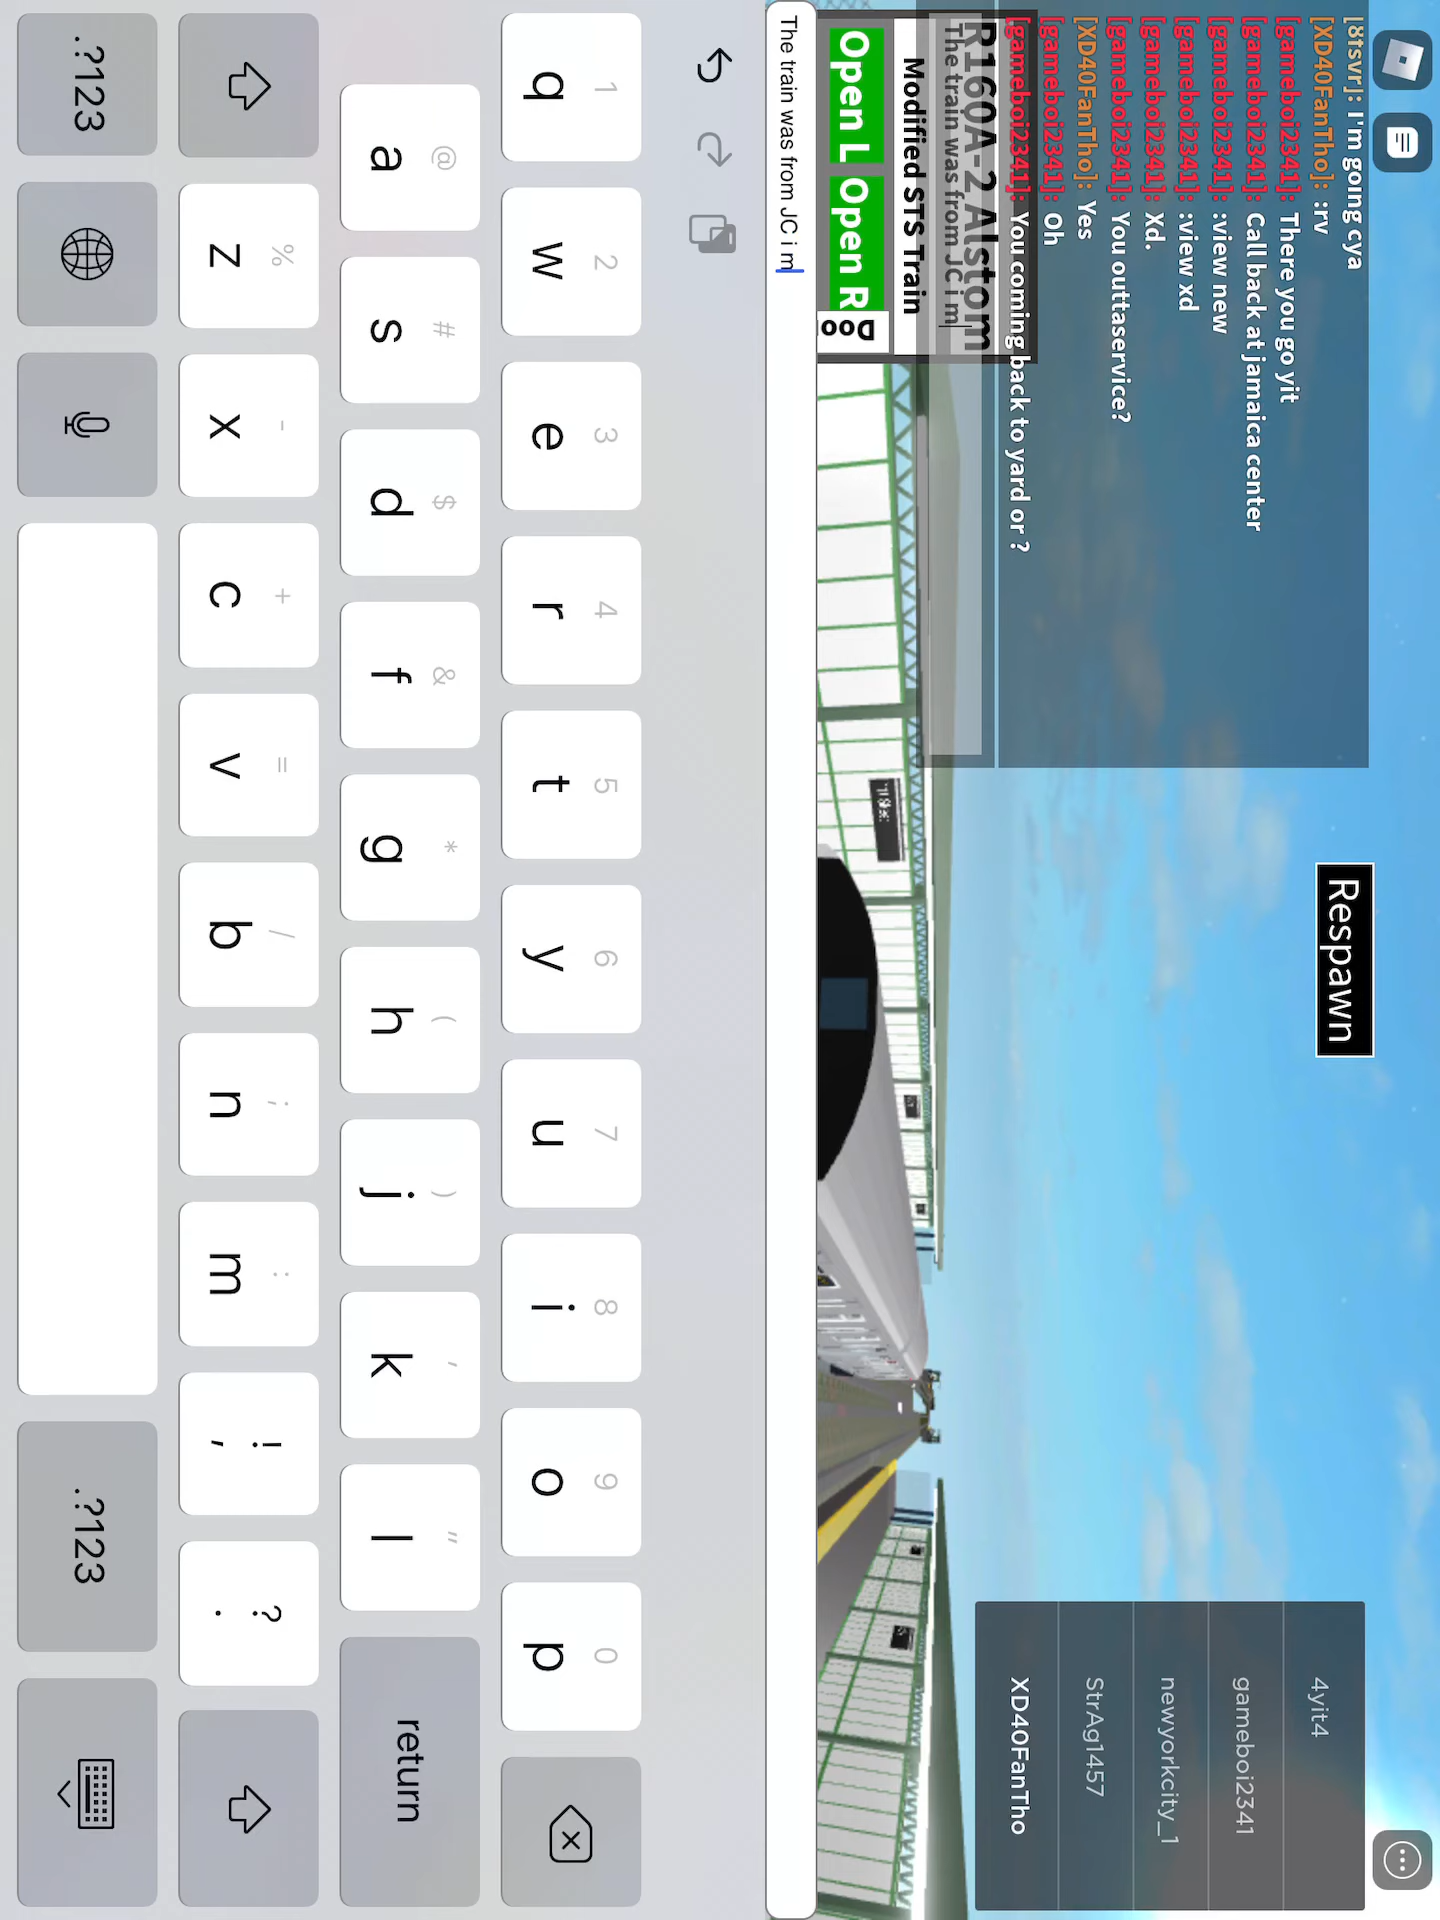 [8tsvr]: I'm going cya
[XD40FanTho]: :rv
[gameboi2341]: There you go yit
[gameboi2341]: Call back at jamaica center
[gameboi2341]: :view new
[gameboi2341]: :view xd
[gameboi2341]: Xd.
[gameboi2341]: You outtaservice?
[XD40FanTho]: Yes
[gameboi2341]: Oh
[gameboi2341]: You coming back to yard or ?
Respawn
4yit4
gameboi2341
newyorkcity_1
StrAg1457
XD40FanTho
R160A-2 Alstom
The train was from JC i m
Modified STS Train
Open L Open R
Doo
The train was from JC i m
1 2 3 4 5 6 7 8 9 0
q w e r t y u i o p
@ # $ & * ( ) ' "
a s d f g h j k l return
% - + = / ; : ! ?
z x c v b n m , .
.?123 .?123